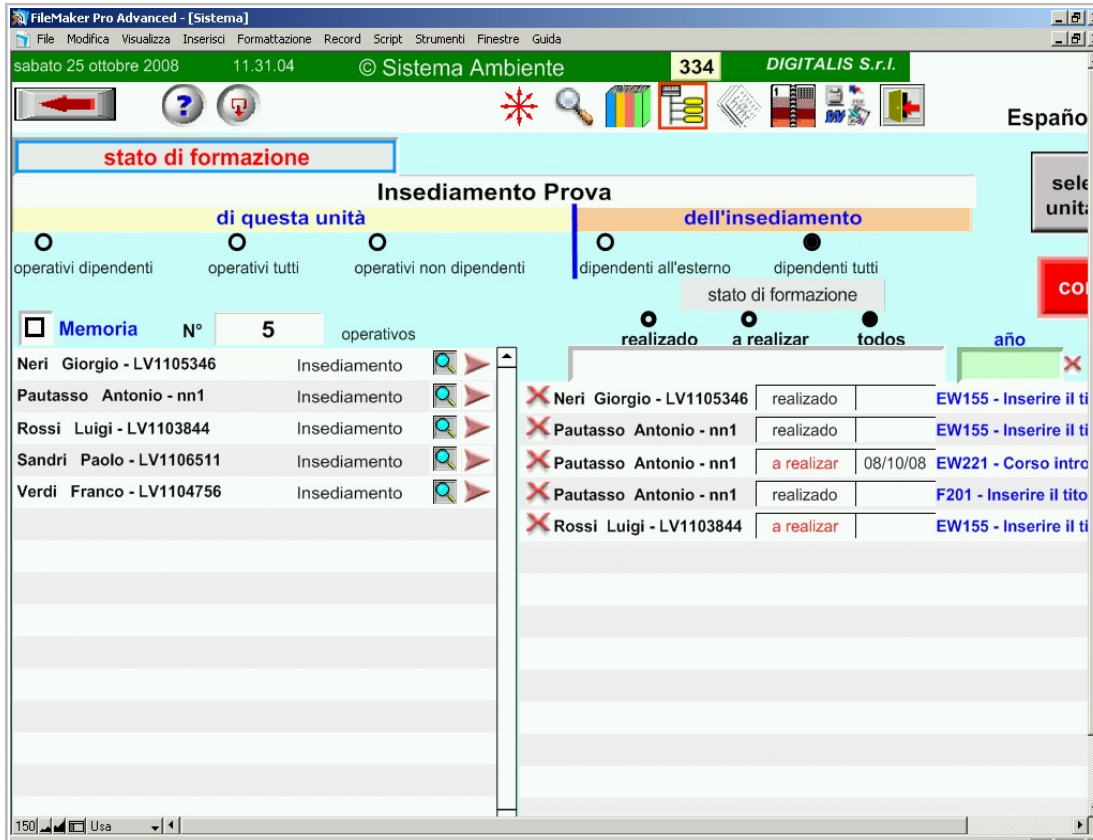 FileMaker Pro Advanced - [Sistema]
File Modifica Visualizza Inserisci Formattazione Record Script Strumenti Finestre Guida
sabato 25 ottobre 2008 11.31.04 © Sistema Ambiente 334 DIGITALIS S.r.l.
? 1 W Españo
stato di formazione
Insediamento Prova
sele
unità
di questa unità dell'insediamento
operativi dipendenti operativi tutti operativi non dipendenti dipendenti all'esterno dipendenti tutti
stato di formazione
Memoria N° 5 operativos
realizado a realizar todos año
Neri Giorgio - LV1105346 Insediamento
Pautasso Antonio - nn1 Insediamento
Rossi Luigi - LV1103844 Insediamento
Sandri Paolo - LV1106511 Insediamento
Verdi Franco - LV1104756 Insediamento
Neri Giorgio - LV1105346 realizado EW155 - Inserire il ti
Pautasso Antonio - nn1 realizado EW155 - Inserire il ti
Pautasso Antonio - nn1 a realizar 08/10/08 EW221 - Corso intro
Pautasso Antonio - nn1 realizado F201 - Inserire il tito
Rossi Luigi - LV1103844 a realizar EW155 - Inserire il ti
150 Usa